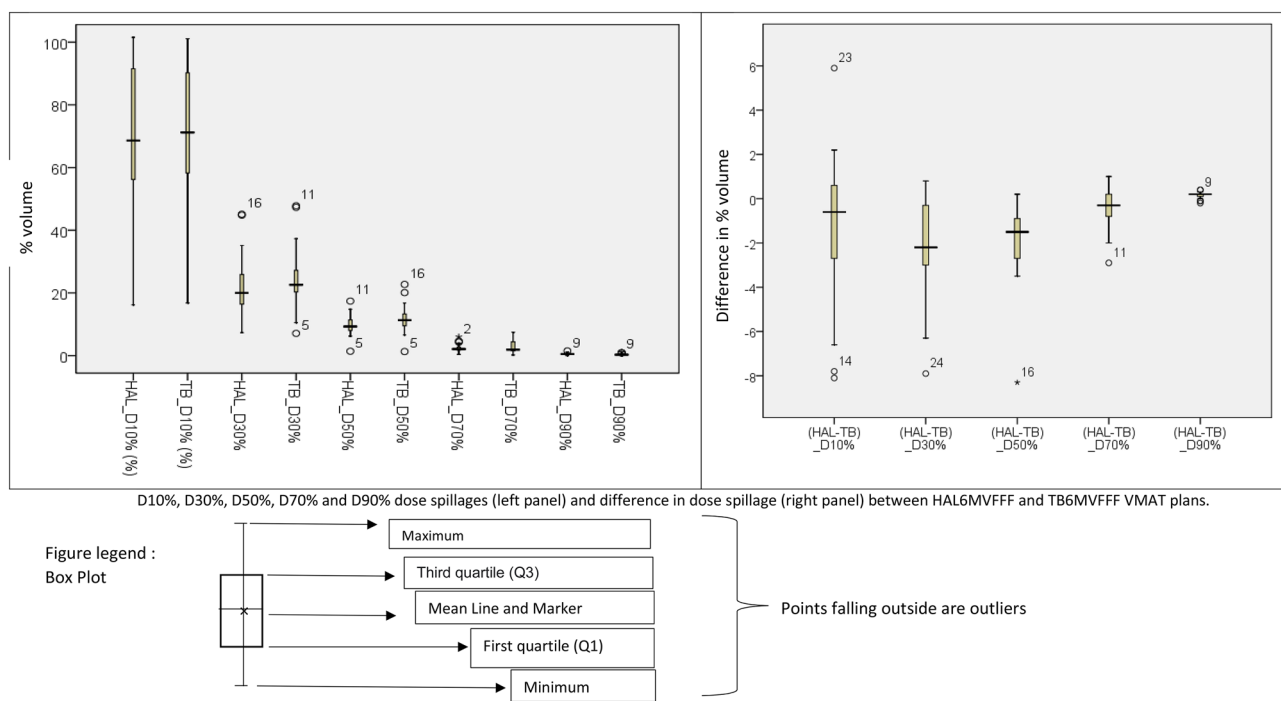 100
80
60
40
20
0
% volume
16
11
5
11
5
16
5
2
9
9
HAL_D10% (%)
TB_D10% (%)
HAL_D30%
TB_D30%
HAL_D50%
TB_D50%
HAL_D70%
TB_D70%
HAL_D90%
TB_D90%
6
4
2
0
-2
-4
-6
-8
Difference in % volume
23
14
24
16
11
9
(HAL-TB)
_D10%
(HAL-TB)
_D30%
(HAL-TB)
_D50%
(HAL-TB)
_D70%
(HAL-TB)
_D90%
D10%, D30%, D50%, D70% and D90% dose spillages (left panel) and difference in dose spillage (right panel) between HAL6MVFFF and TB6MVFFF VMAT plans.
Figure legend :
Box Plot
Maximum
Third quartile (Q3)
Mean Line and Marker
First quartile (Q1)
Minimum
Points falling outside are outliers